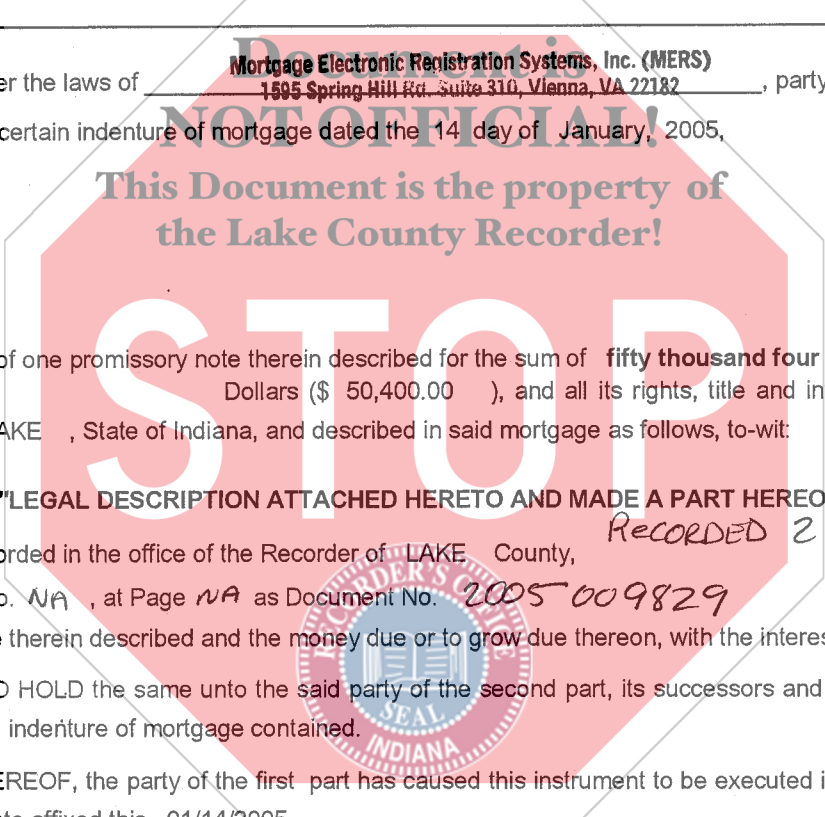 Document is
Mortgage Electronic Registration Systems, Inc. (MERS)
er the laws of 1595 Spring Hill Rd. Suite 310, Vienna, VA 22182, party
certain indenture of mortgage dated the 14 day of January, 2005,
NOT OFFICIAL!
This Document is the property of
the Lake County Recorder!
STOP
of one promissory note therein described for the sum of fifty thousand four
Dollars ($ 50,400.00 ), and all its rights, title and in
AKE , State of Indiana, and described in said mortgage as follows, to-wit:
"LEGAL DESCRIPTION ATTACHED HERETO AND MADE A PART HEREO
RECORDED 2
orded in the office of the Recorder of LAKE County,
o. NA , at Page NA as Document No. 2005 009829
e therein described and the money due or to grow due thereon, with the interes
O HOLD the same unto the said party of the second part, its successors and
indenture of mortgage contained.
RECORDER'S OFFICE
SEAL
INDIANA
EREOF, the party of the first part has caused this instrument to be executed i
affixed this 01/14/2005